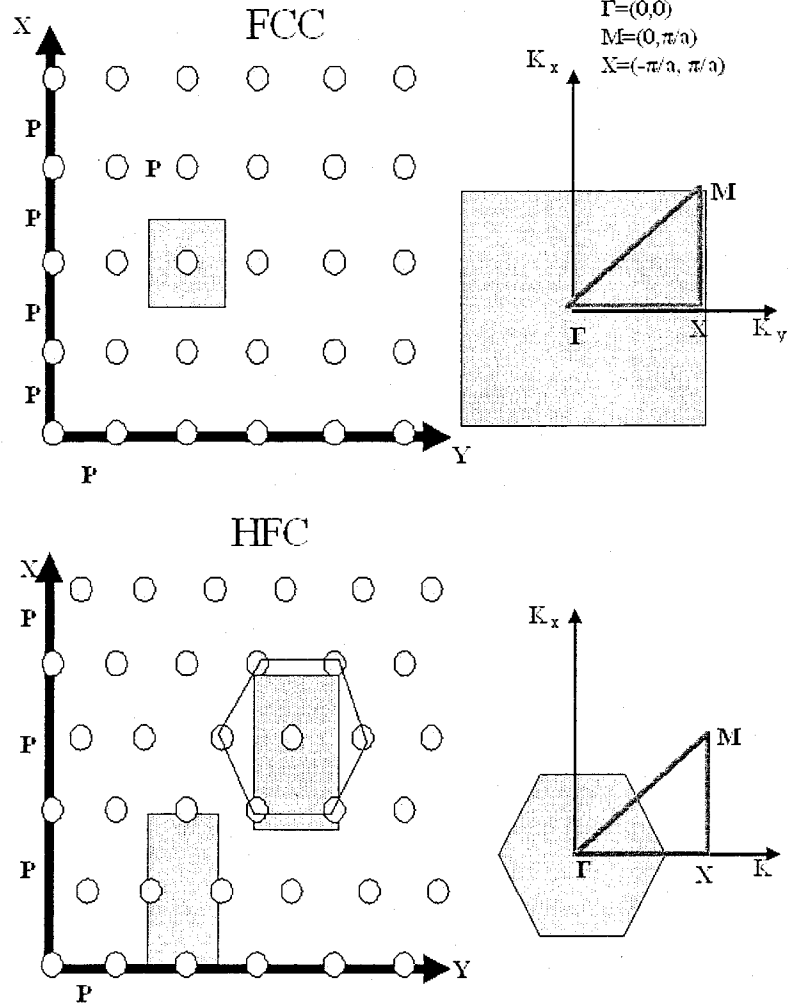 X
FCC
Γ=(0,0)
M=(0,π/a)
X=(-π/a, π/a)
K x
P
P
P
M
P
P
Γ
X
K y
P
Y
P
HFC
X
P
K x
P
M
P
Γ
X
K
Y
P